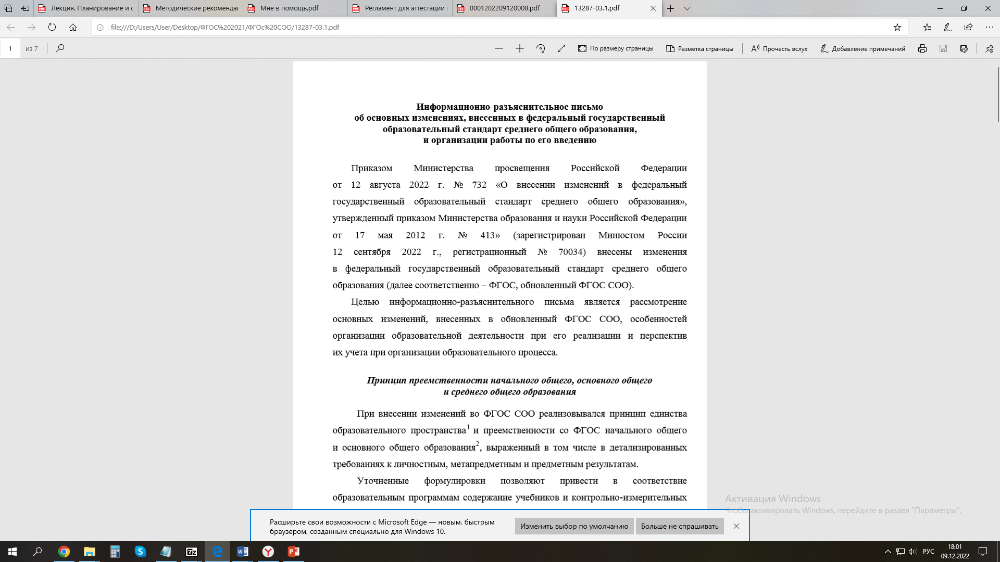 Лекция. Планирование и с
Методические рекомендац
Мне в помощь.pdf
Регламент для аттестации
0001202209120008.pdf
13287-03.1.pdf
file:///D:/Users/User/Desktop/ФГОС%202021/ФГОс%20СОО/13287-03.1.pdf
1 из 7
По размеру страницы
Разметка страницы
Прочесть вслух
Добавление примечаний
Информационно-разъяснительное письмо
об основных изменениях, внесенных в федеральный государственный
образовательный стандарт среднего общего образования,
и организации работы по его введению
Приказом Министерства просвещения Российской Федерации
от 12 августа 2022 г. № 732 «О внесении изменений в федеральный
государственный образовательный стандарт среднего общего образования»,
утвержденный приказом Министерства образования и науки Российской Федерации
от 17 мая 2012 г. № 413» (зарегистрирован Минюстом России
12 сентября 2022 г., регистрационный № 70034) внесены изменения
в федеральный государственный образовательный стандарт среднего общего
образования (далее соответственно – ФГОС, обновленный ФГОС СОО).
Целью информационно-разъяснительного письма является рассмотрение
основных изменений, внесенных в обновленный ФГОС СОО, особенностей
организации образовательной деятельности при его реализации и перспектив
их учета при организации образовательного процесса.
Принцип преемственности начального общего, основного общего
и среднего общего образования
При внесении изменений во ФГОС СОО реализовывался принцип единства
образовательного пространства1 и преемственности со ФГОС начального общего
и основного общего образования2, выраженный в том числе в детализированных
требованиях к личностным, метапредметным и предметным результатам.
Уточненные формулировки позволяют привести в соответствие
образовательным программам содержание учебников и контрольно-измерительных
Активация Windows
Чтобы активировать Windows, перейдите в раздел "Параметры".
Расширьте свои возможности с Microsoft Edge — новым, быстрым
браузером, созданным специально для Windows 10.
Изменить выбор по умолчанию
Больше не спрашивать
РУС
18:01
09.12.2022